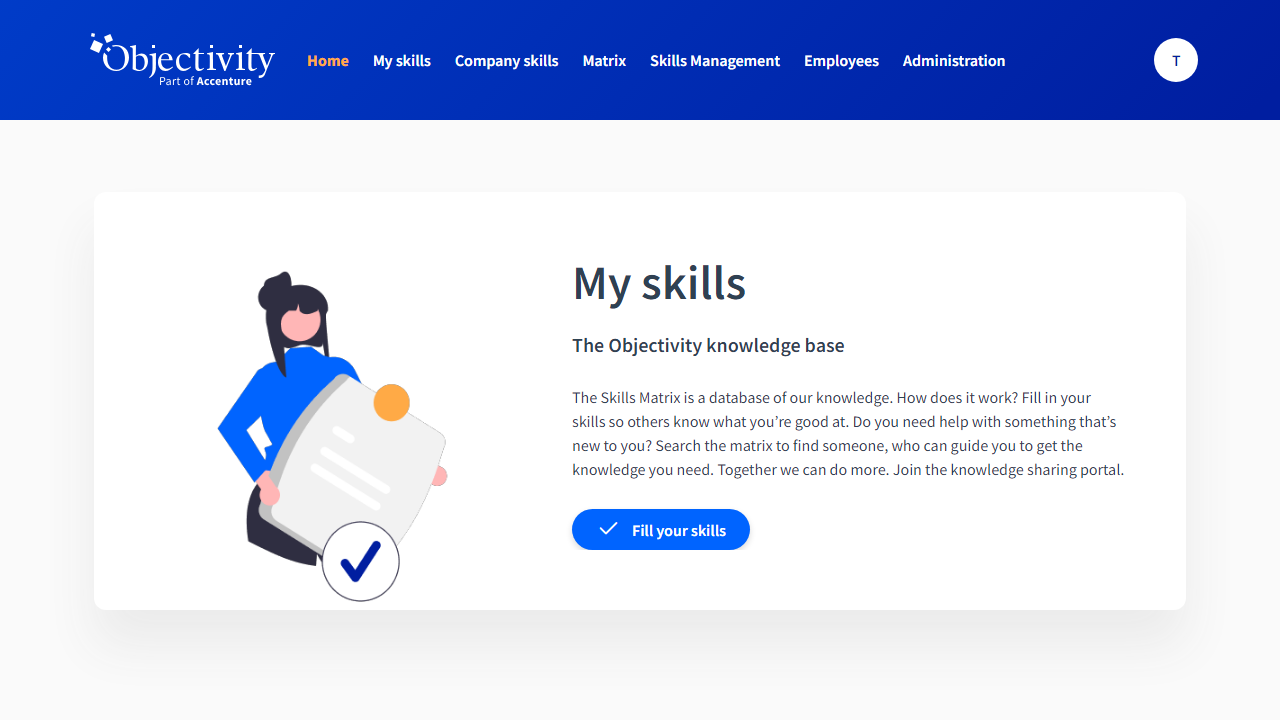 Objectivity
Part of Accenture
Home My skills Company skills Matrix Skills Management Employees Administration
T
My skills
The Objectivity knowledge base
The Skills Matrix is a database of our knowledge. How does it work? Fill in your
skills so others know what you’re good at. Do you need help with something that’s
new to you? Search the matrix to find someone, who can guide you to get the
knowledge you need. Together we can do more. Join the knowledge sharing portal.
Fill your skills